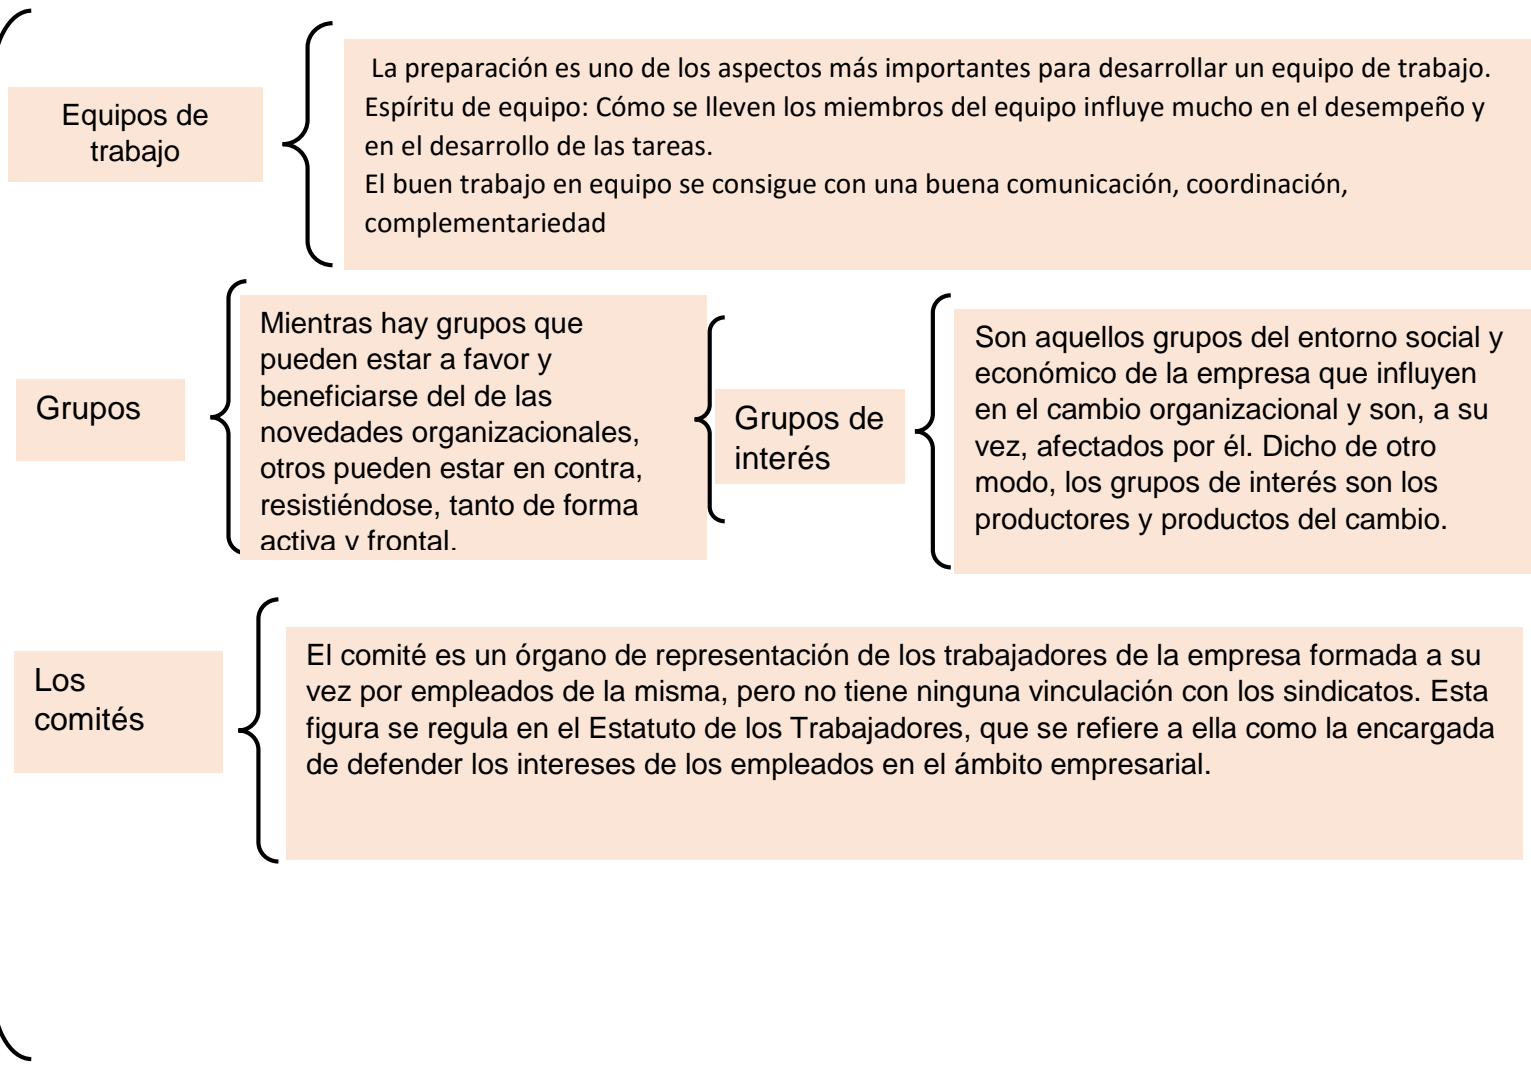 Equipos de
trabajo
La preparación es uno de los aspectos más importantes para desarrollar un equipo de trabajo.
Espíritu de equipo: Cómo se lleven los miembros del equipo influye mucho en el desempeño y
en el desarrollo de las tareas.
El buen trabajo en equipo se consigue con una buena comunicación, coordinación,
complementariedad
Grupos
Mientras hay grupos que
pueden estar a favor y
beneficiarse del de las
novedades organizacionales,
otros pueden estar en contra,
resistiéndose, tanto de forma
activa y frontal.
Grupos de
interés
Son aquellos grupos del entorno social y
económico de la empresa que influyen
en el cambio organizacional y son, a su
vez, afectados por él. Dicho de otro
modo, los grupos de interés son los
productores y productos del cambio.
Los
comités
El comité es un órgano de representación de los trabajadores de la empresa formada a su
vez por empleados de la misma, pero no tiene ninguna vinculación con los sindicatos. Esta
figura se regula en el Estatuto de los Trabajadores, que se refiere a ella como la encargada
de defender los intereses de los empleados en el ámbito empresarial.